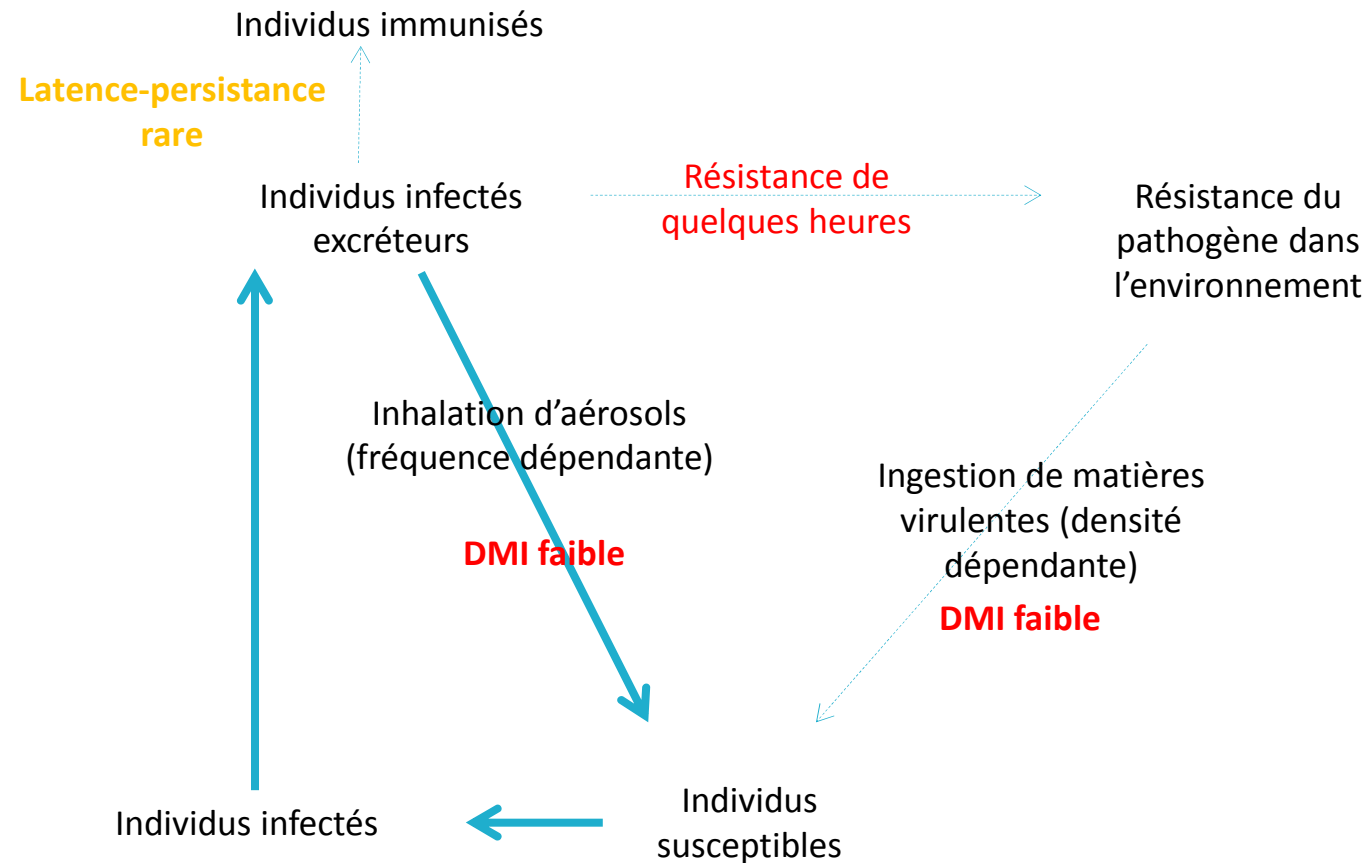 Individus immunisés
Latence-persistance
rare
Individus infectés
excréteurs
Résistance de
quelques heures
Résistance du
pathogène dans
l’environnement
Inhalation d’aérosols
(fréquence dépendante)
DMI faible
Ingestion de matières
virulentes (densité
dépendante)
DMI faible
Individus infectés
Individus
susceptibles